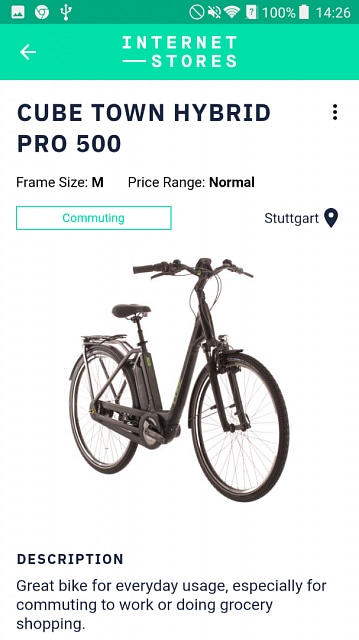 100% 14:26
INTERNET
STORES
CUBE TOWN HYBRID
PRO 500
Frame Size: M Price Range: Normal
Commuting Stuttgart
DESCRIPTION
Great bike for everyday usage, especially for
commuting to work or doing grocery
shopping.